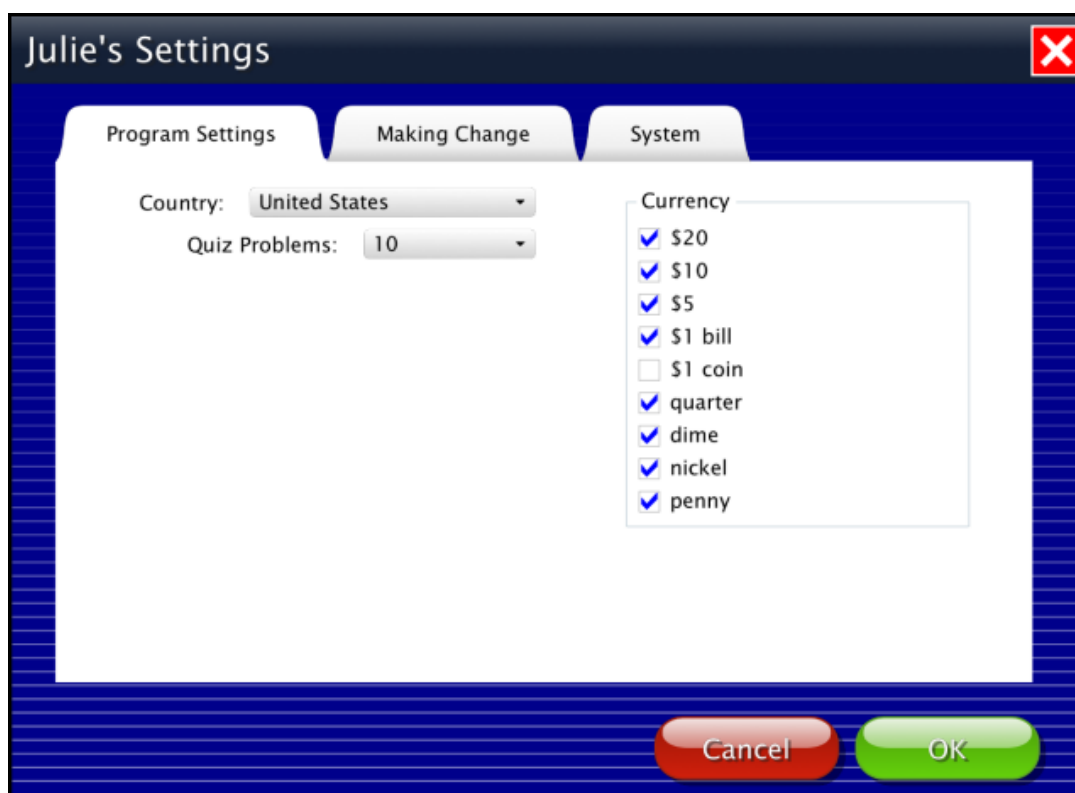 Julie's Settings
Program Settings
Making Change
System
Country: United States
Quiz Problems: 10
Currency
$20
$10
$5
$1 bill
$1 coin
quarter
dime
nickel
penny
Cancel
OK